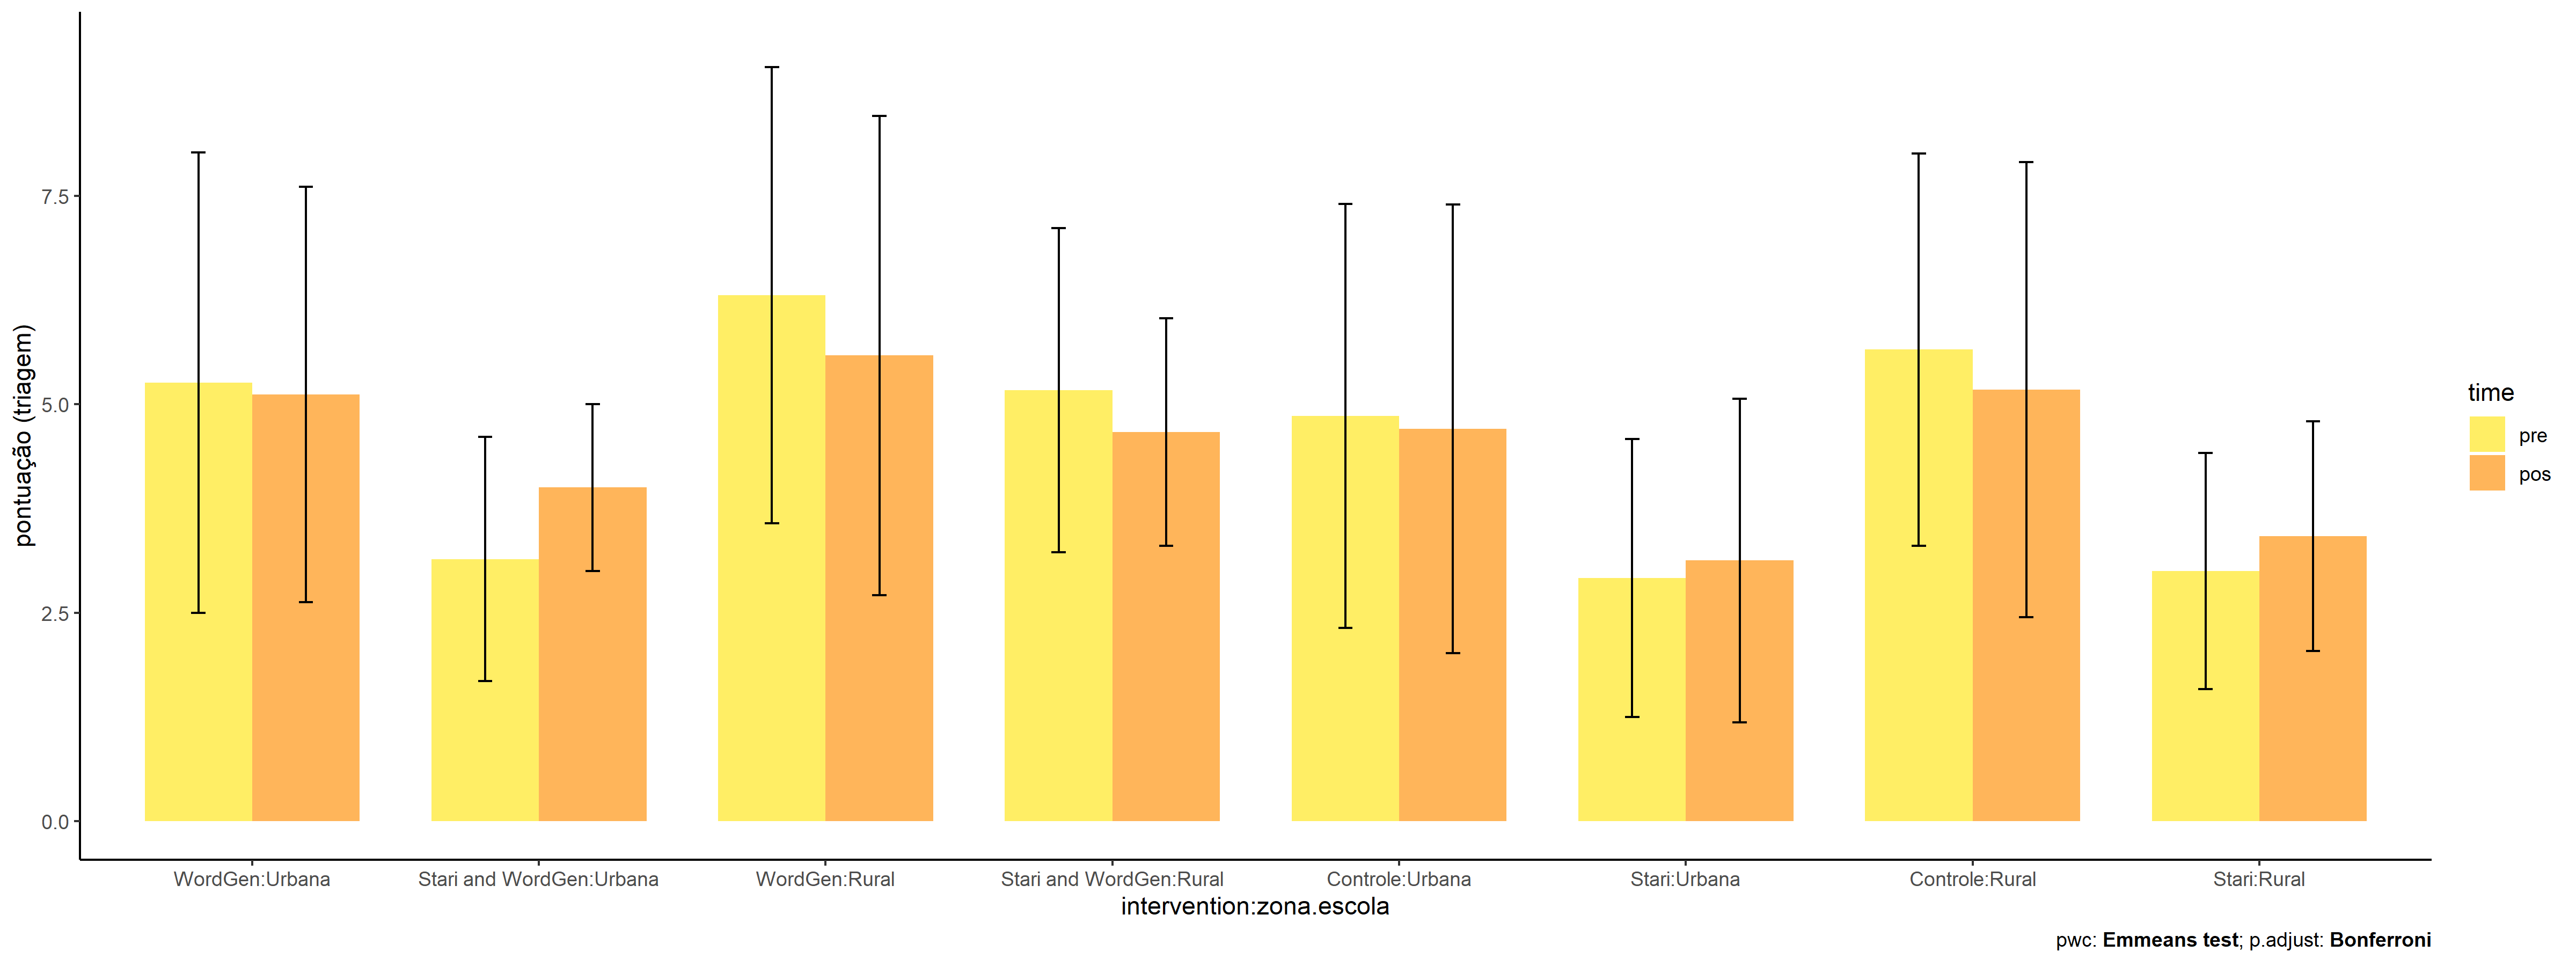 pontuação (triagem)
7.5
5.0
2.5
0.0
WordGen:Urbana
Stari and WordGen:Urbana
WordGen:Rural
Stari and WordGen:Rural
Controle:Urbana
Stari:Urbana
Controle:Rural
Stari:Rural
intervention:zona.escola
time
pre
pos
pwc: Emmeans test; p.adjust: Bonferroni